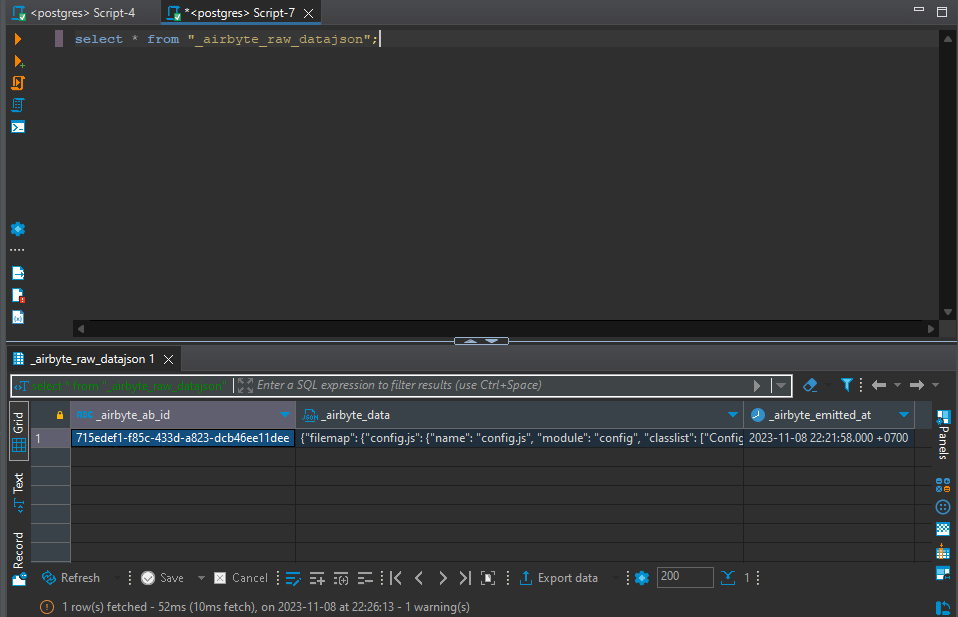 <postgres> Script-4
*<postgres> Script-7
select * from "_airbyte_raw_datajson";
_airbyte_raw_datajson 1
select * from "_airbyte_raw_datajson"
Enter a SQL expression to filter results (use Ctrl+Space)
Grid
Text
Record
ABC _airbyte_ab_id
JSON _airbyte_data
_airbyte_emitted_at
1
715edef1-f85c-433d-a823-dcb46ee11dee
{"filemap": {"config.js": {"name": "config.js", "module": "config", "classlist": ["Config
2023-11-08 22:21:58.000 +0700
Panels
Refresh
Save
Cancel
Export data
200
1
1 row(s) fetched - 52ms (10ms fetch), on 2023-11-08 at 22:26:13 - 1 warning(s)